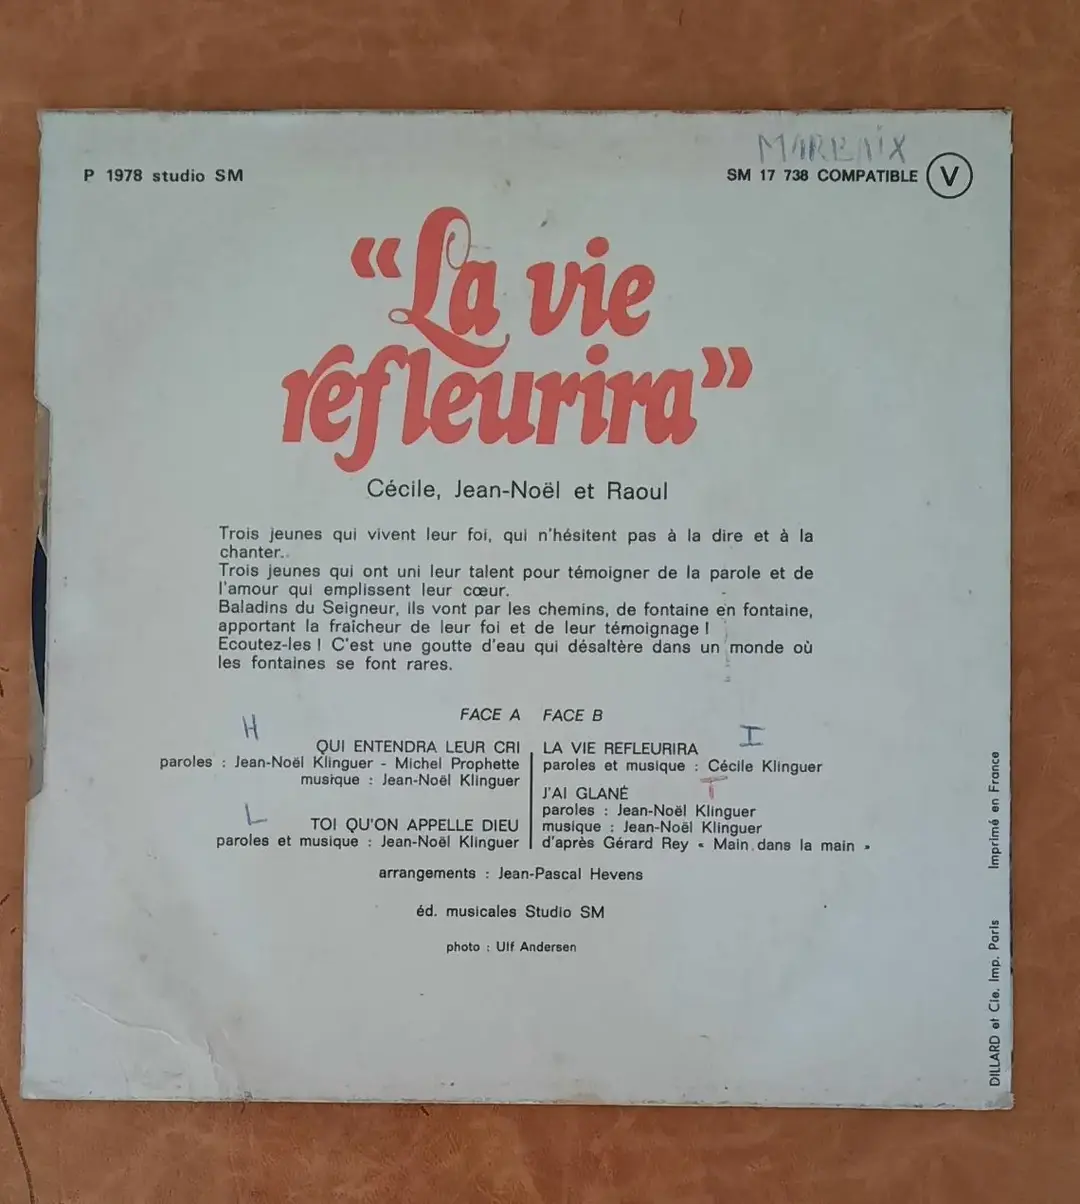 MARBAIX
P 1978 studio SM
SM 17 738 COMPATIBLE V
“La vie
refleurira”
Cécile, Jean-Noël et Raoul
Trois jeunes qui vivent leur foi, qui n'hésitent pas à la dire et à la
chanter..
Trois jeunes qui ont uni leur talent pour témoigner de la parole et de
l'amour qui emplissent leur cœur.
Baladins du Seigneur, ils vont par les chemins, de fontaine en fontaine,
apportant la fraîcheur de leur foi et de leur témoignage !
Ecoutez-les ! C'est une goutte d'eau qui désaltère dans un monde où
les fontaines se font rares.
FACE A
H
QUI ENTENDRA LEUR CRI
paroles : Jean-Noël Klinguer - Michel Prophette
musique : Jean-Noël Klinguer
L
TOI QU'ON APPELLE DIEU
paroles et musique : Jean-Noël Klinguer
FACE B
LA VIE REFLEURIRA I
paroles et musique : Cécile Klinguer
J'AI GLANÉ T
paroles : Jean-Noël Klinguer
musique : Jean-Noël Klinguer
d'après Gérard Rey « Main dans la main »
arrangements : Jean-Pascal Hevens
éd. musicales Studio SM
photo : Ulf Andersen
DILLARD et Cie. Imp. Paris Imprimé en France